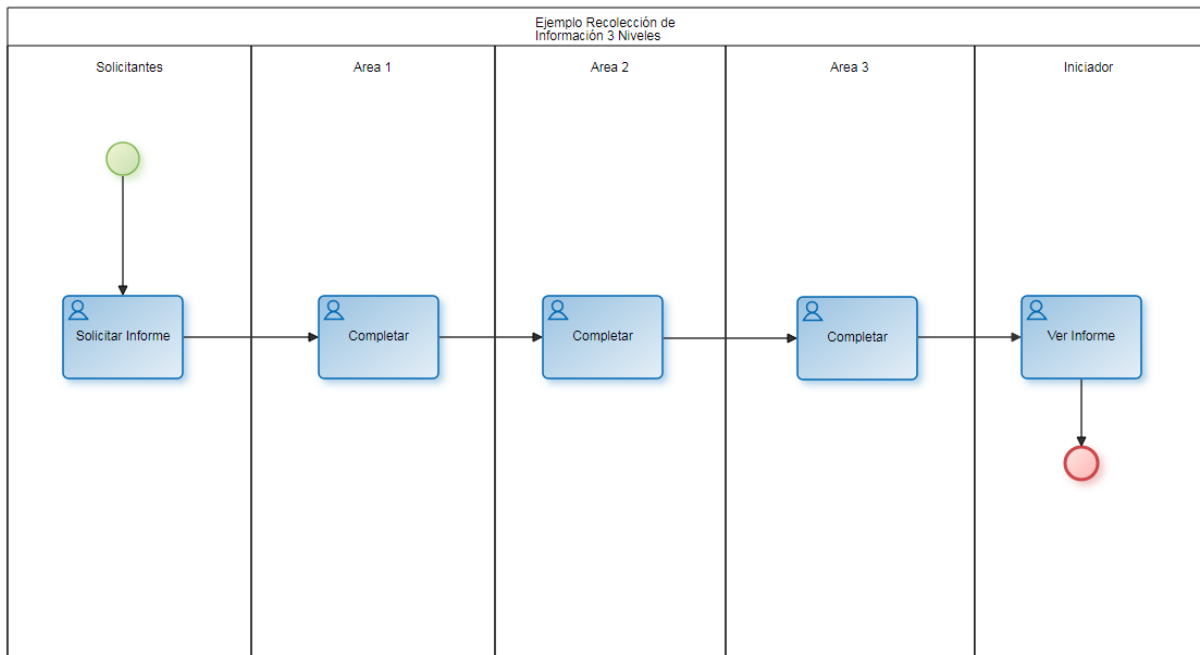 Ejemplo Recolección de
Información 3 Niveles
Solicitantes
Area 1
Area 2
Area 3
Iniciador
Solicitar Informe
Completar
Completar
Completar
Ver Informe